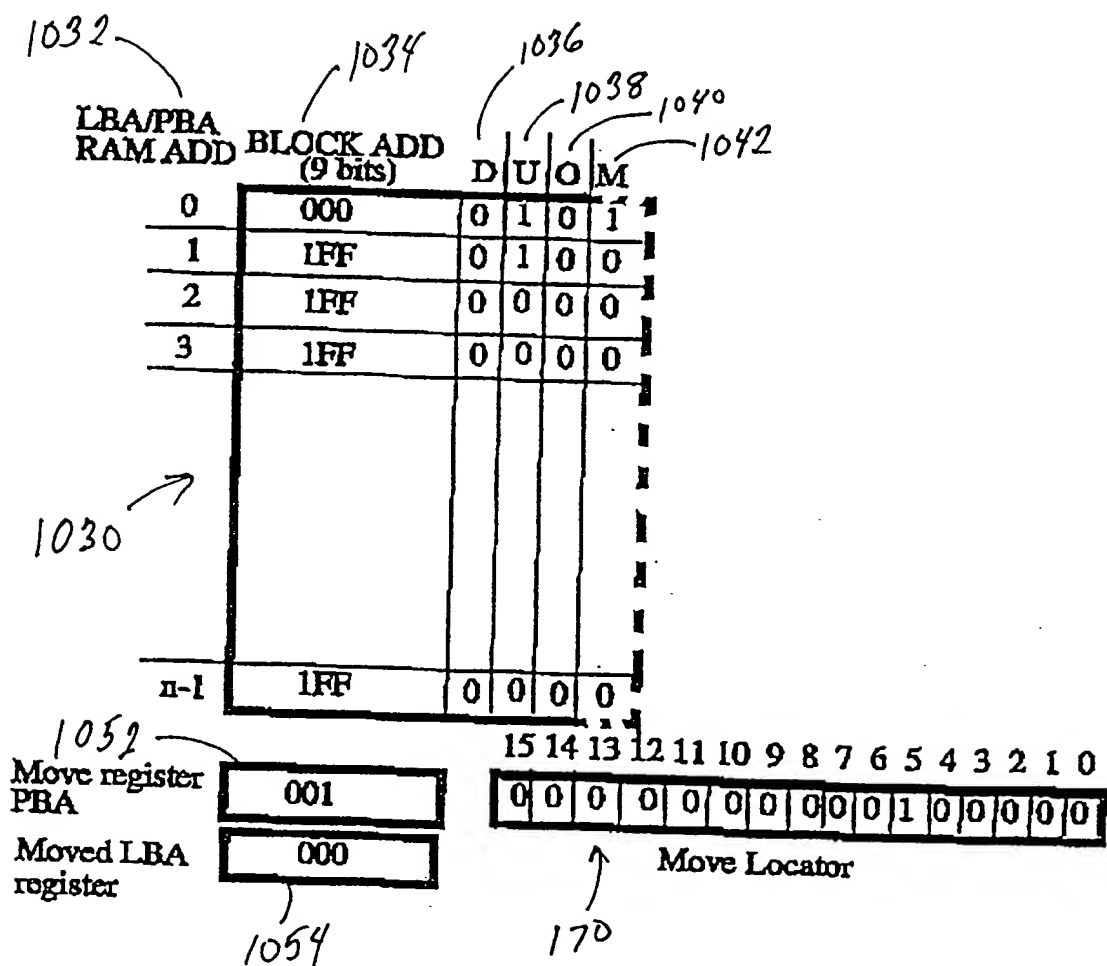 1032
1034
1036
1038
1040
1042
LBA/PBA
RAM ADD
BLOCK ADD
(9 bits)
D U O M
0 000 0 1 0 1
1 1FF 0 1 0 0
2 1FF 0 0 0 0
3 1FF 0 0 0 0
1030
n-1 1FF 0 0 0 0
1052
Move register
PBA
001
15 14 13 12 11 10 9 8 7 6 5 4 3 2 1 0
0 0 0 0 0 0 0 0 0 0 1 0 0 0 0 0
Moved LBA
register
000
Move Locator
1054
170